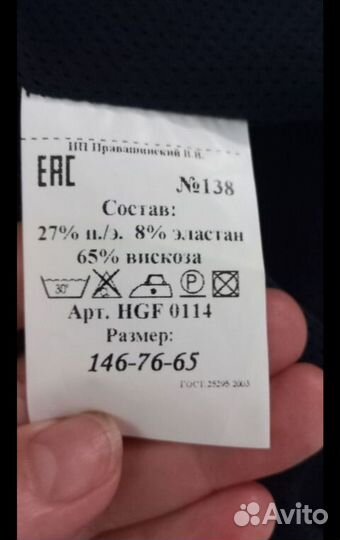 ИП Правашинский В.И.
ЕАС
№138
Состав:
27% п./э. 8% эластан
65% вискоза
30°
P
Арт. HGF 0114
Размер:
146-76-65
ГОСТ 25295-2003
Avito